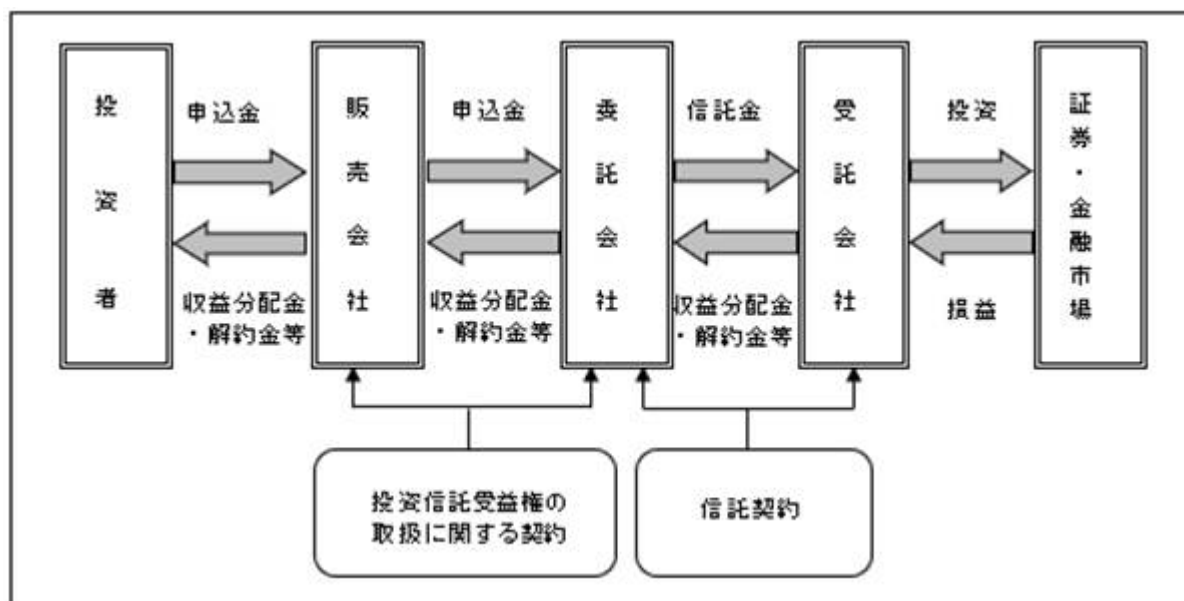 投資者
申込金
収益分配金
・解約金等
販売会社
申込金
収益分配金
・解約金等
委託会社
信託金
収益分配金
・解約金等
受託会社
投資
損益
証券・金融市場
投資信託受益権の
取扱に関する契約
信託契約